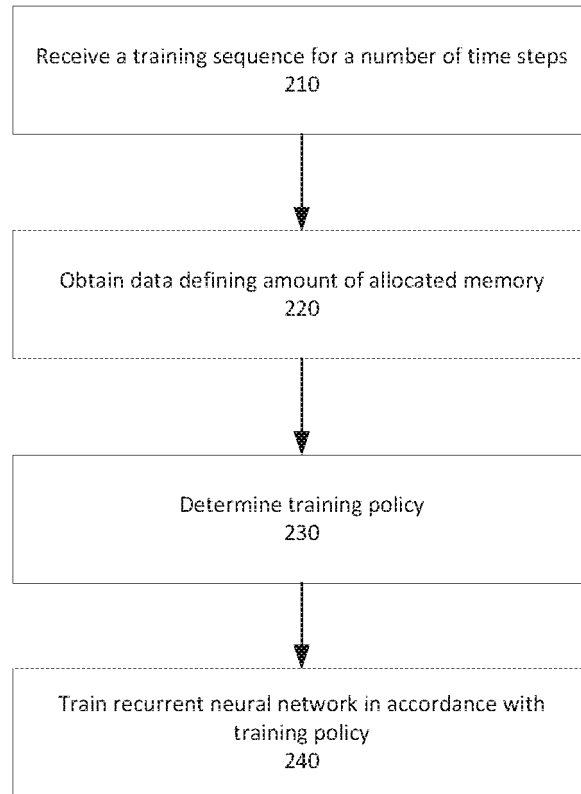 Receive a training sequence for a number of time steps
210
Obtain data defining amount of allocated memory
220
Determine training policy
230
Train recurrent neural network in accordance with
training policy
240